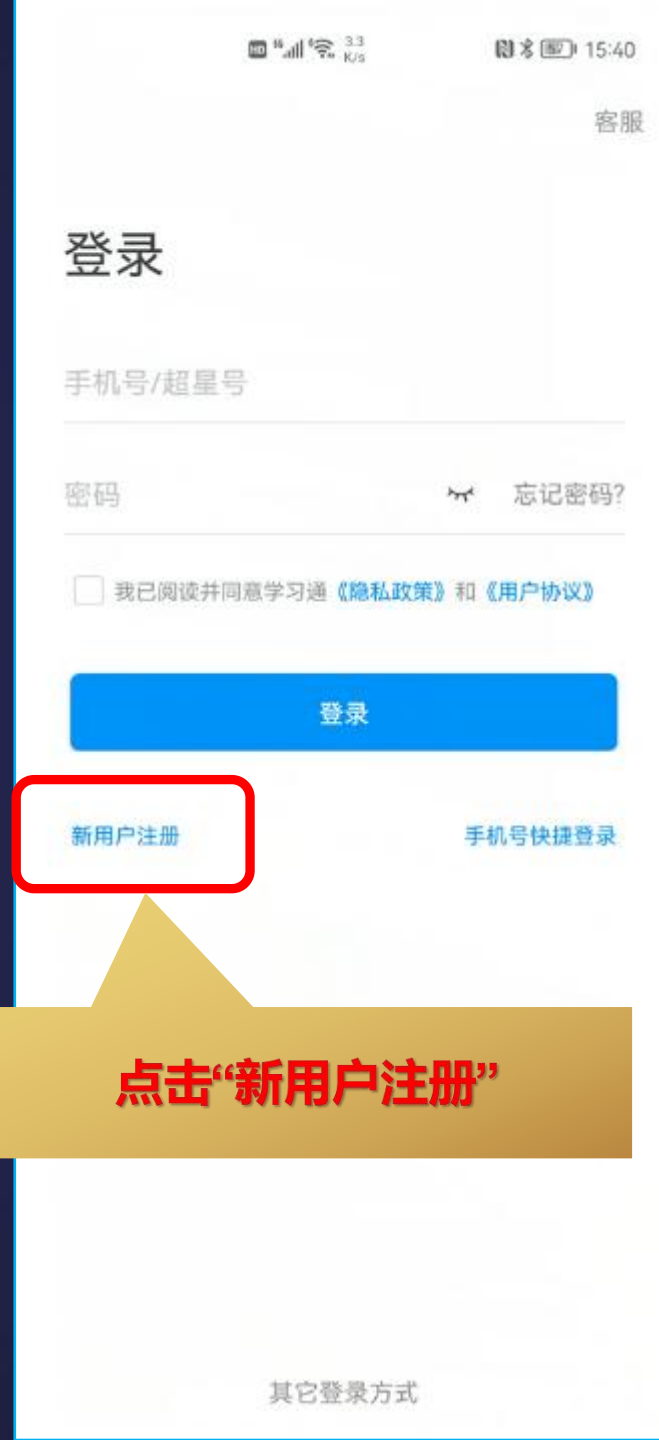 HD 3.3 K/s 15:40
客服
登录
手机号/超星号
密码 忘记密码?
我已阅读并同意学习通《隐私政策》和《用户协议》
登录
新用户注册 手机号快捷登录
点击“新用户注册”
其它登录方式